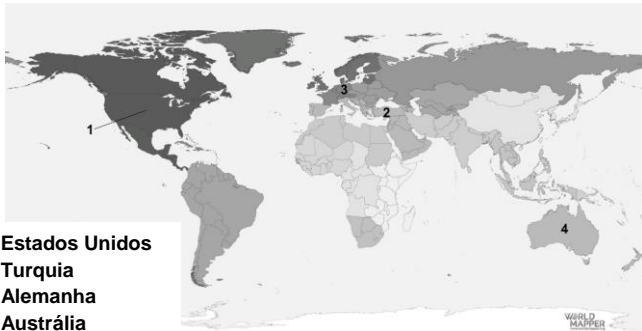 1
3
2
4
Estados Unidos
Turquia
Alemanha
Austrália
WORLD
MAPPER